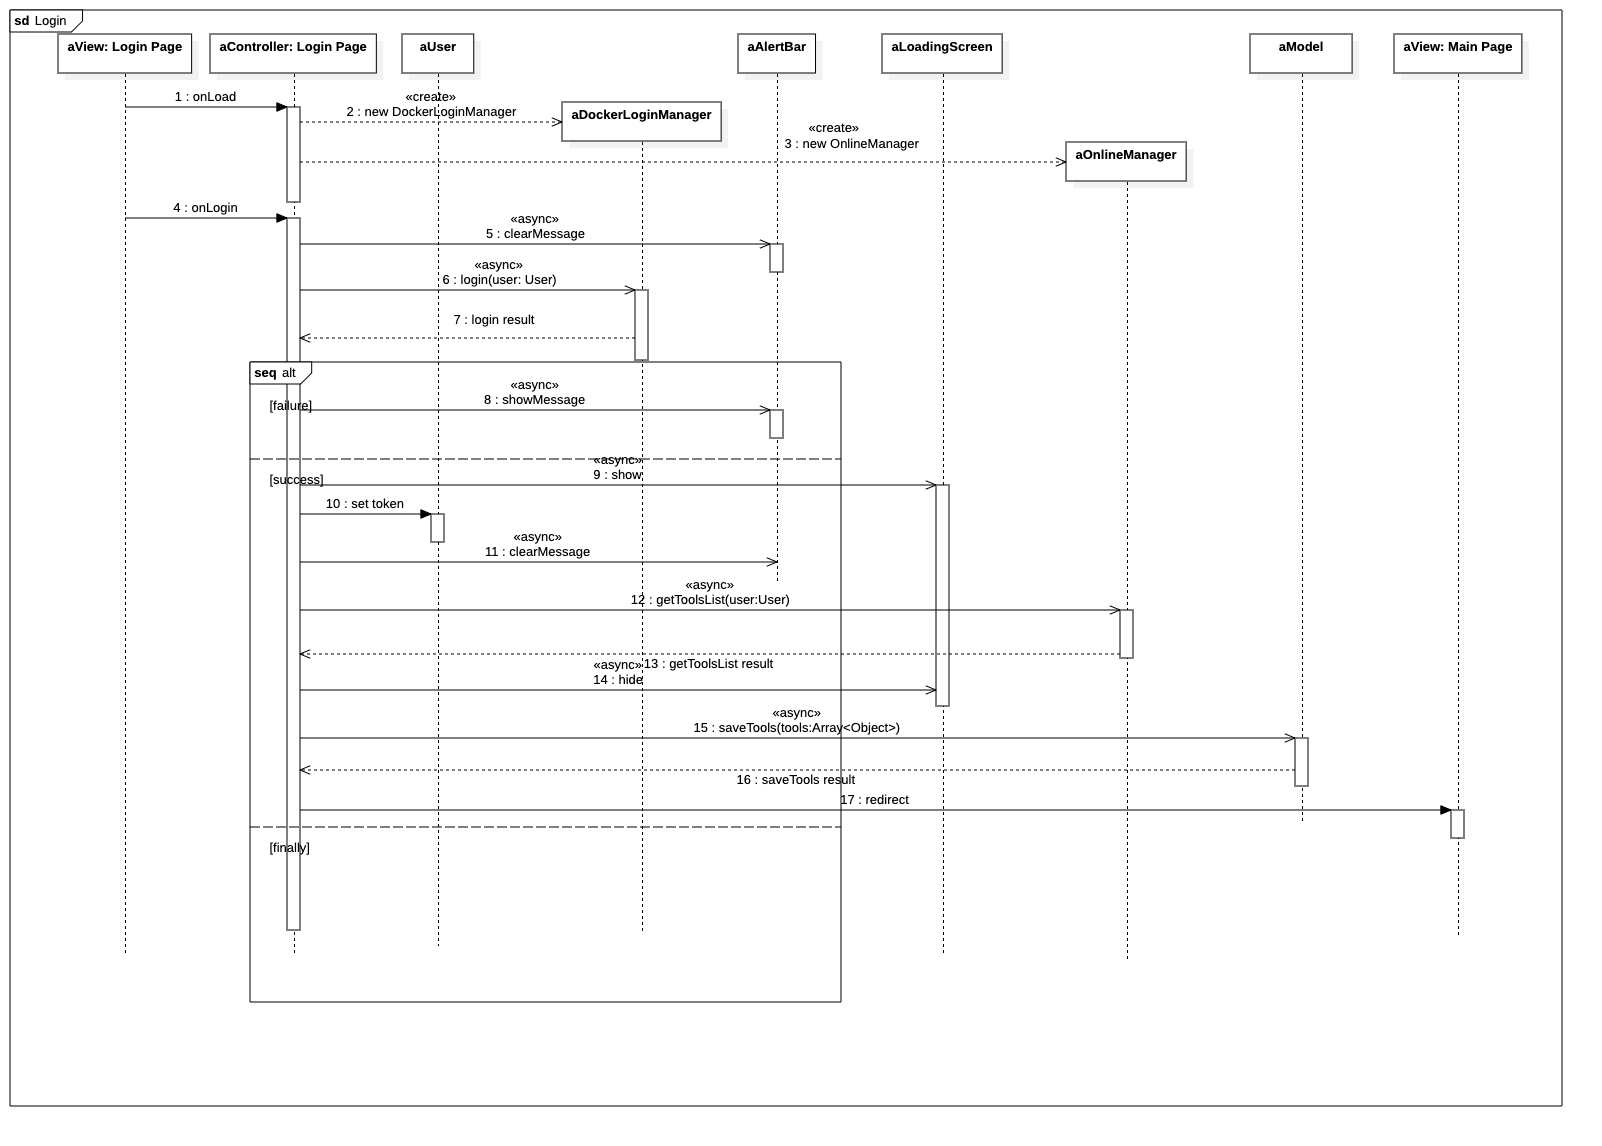 sd Login
aView: Login Page
aController: Login Page
aUser
aAlertBar
aLoadingScreen
aModel
aView: Main Page
1 : onLoad
«create»
2 : new DockerLoginManager
aDockerLoginManager
«create»
3 : new OnlineManager
aOnlineManager
4 : onLogin
«async»
5 : clearMessage
«async»
6 : login(user: User)
7 : login result
seq alt
«async»
8 : showMessage
[failure]
«async»
9 : show
[success]
10 : set token
«async»
11 : clearMessage
«async»
12 : getToolsList(user:User)
13 : getToolsList result
«async»
14 : hide
«async»
15 : saveTools(tools:Array<Object>)
16 : saveTools result
17 : redirect
[finally]